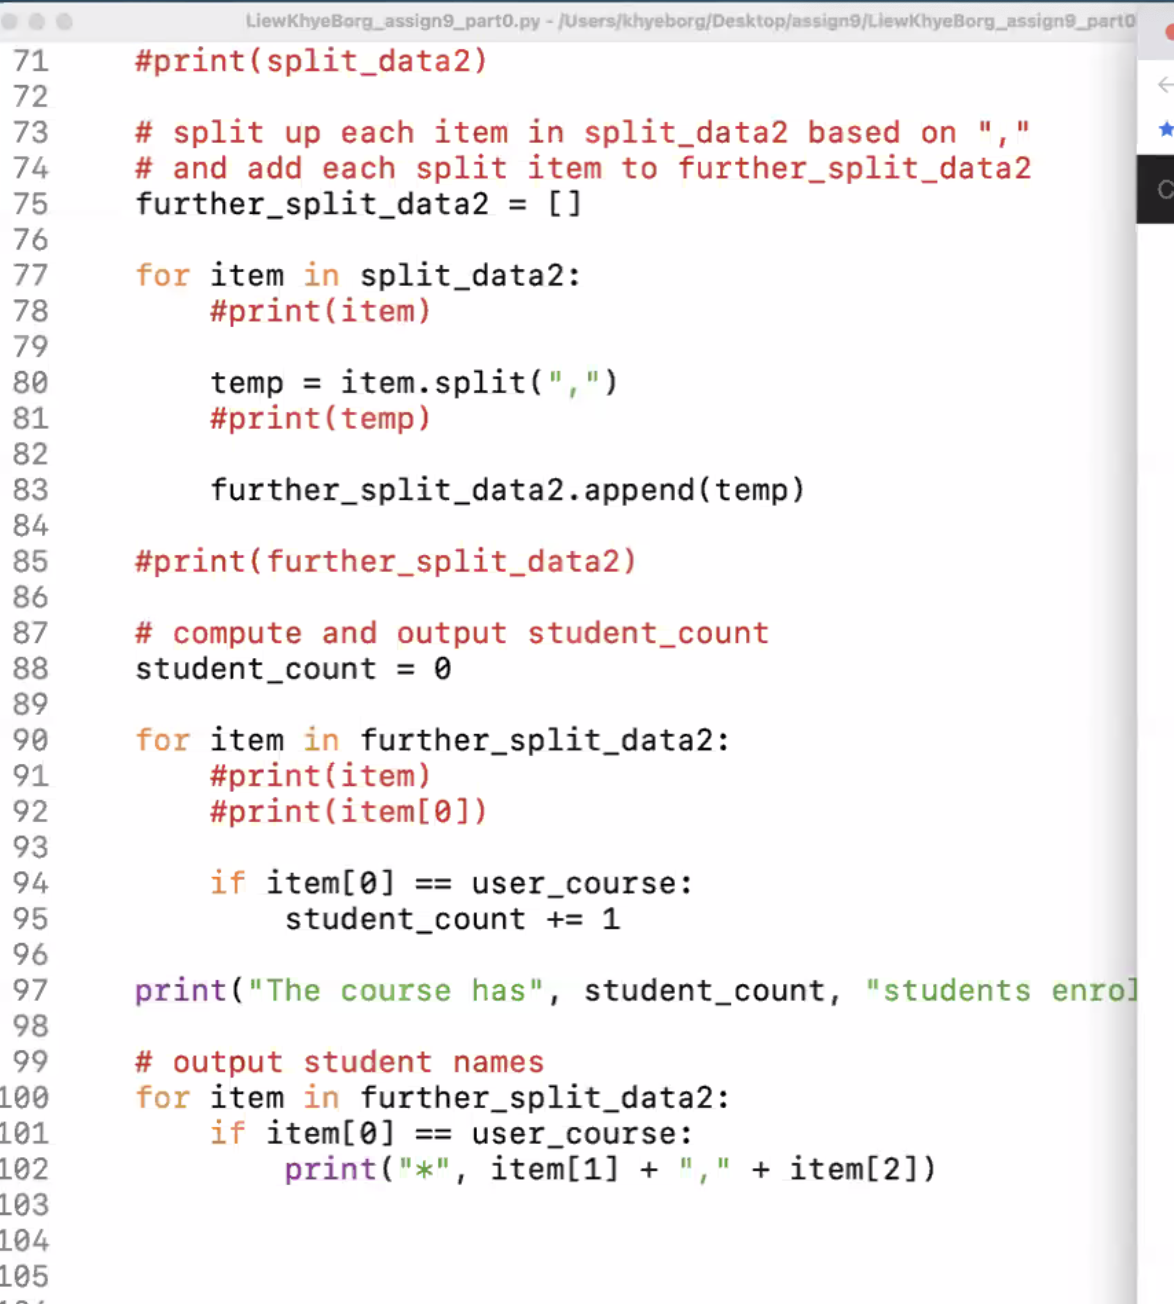 LiewKhyeBorg_assign9_part0.py - /Users/khyeborg/Desktop/assign9/LiewKhyeBorg_assign9_part0
71 #print(split_data2)
72
73 # split up each item in split_data2 based on ","
74 # and add each split item to further_split_data2
75 further_split_data2 = []
76
77 for item in split_data2:
78 #print(item)
79
80 temp = item.split(",")
81 #print(temp)
82
83 further_split_data2.append(temp)
84
85 #print(further_split_data2)
86
87 # compute and output student_count
88 student_count = 0
89
90 for item in further_split_data2:
91 #print(item)
92 #print(item[0])
93
94 if item[0] == user_course:
95 student_count += 1
96
97 print("The course has", student_count, "students enrol
98
99 # output student names
100 for item in further_split_data2:
101 if item[0] == user_course:
102 print("*", item[1] + "," + item[2])
103
104
105